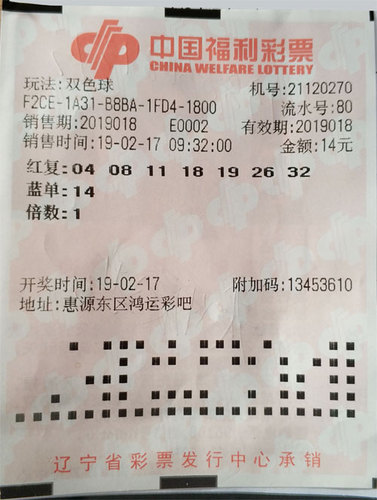 中国福利彩票
CHINA WELFARE LOTTERY
玩法:双色球 机号:21120270
F2CE-1A31-B8BA-1FD4-1800 流水号:80
销售期:2019018 E0002 有效期:2019018
销售时间:19-02-17 09:32:00 金额:14元
红复:04 08 11 18 19 26 32
蓝单:14
倍数:1
开奖时间:19-02-17 附加码:13453610
地址:惠源东区鸿运彩吧
辽宁省彩票发行中心承销